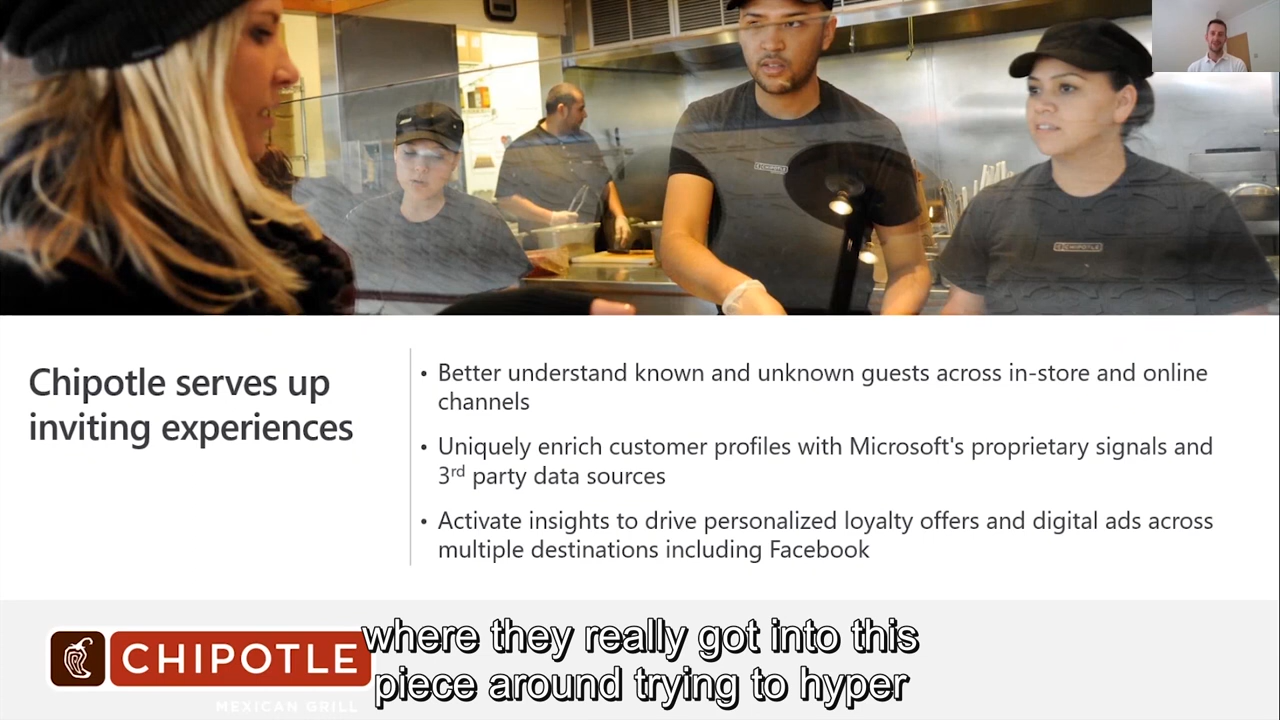 CHIPOTLE
CHIPOTLE
Chipotle serves up
inviting experiences
• Better understand known and unknown guests across in-store and online
channels
• Uniquely enrich customer profiles with Microsoft's proprietary signals and
3rd party data sources
• Activate insights to drive personalized loyalty offers and digital ads across
multiple destinations including Facebook
CHIPOTLE
MEXICAN GRILL
where they really got into this
piece around trying to hyper